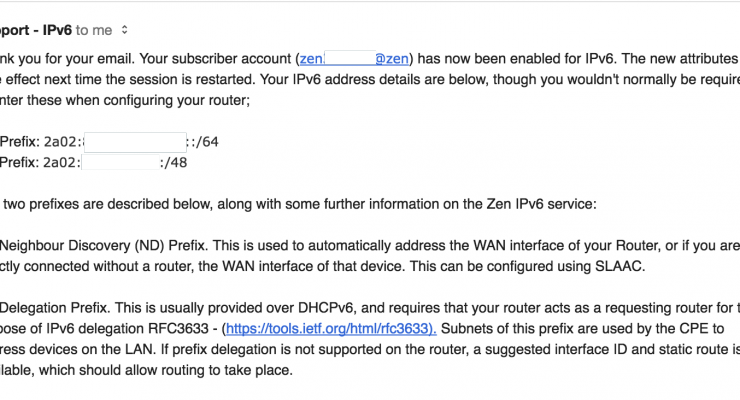 port - IPv6 to me
nk you for your email. Your subscriber account (zen @zen) has now been enabled for IPv6. The new attributes
effect next time the session is restarted. Your IPv6 address details are below, though you wouldn't normally be require
nter these when configuring your router;
Prefix: 2a02: ::/64
Prefix: 2a02: :/48
two prefixes are described below, along with some further information on the Zen IPv6 service:
Neighbour Discovery (ND) Prefix. This is used to automatically address the WAN interface of your Router, or if you are
ctly connected without a router, the WAN interface of that device. This can be configured using SLAAC.
Delegation Prefix. This is usually provided over DHCPv6, and requires that your router acts as a requesting router for t
pose of IPv6 delegation RFC3633 - (https://tools.ietf.org/html/rfc3633). Subnets of this prefix are used by the CPE to
ress devices on the LAN. If prefix delegation is not supported on the router, a suggested interface ID and static route is
ilable, which should allow routing to take place.